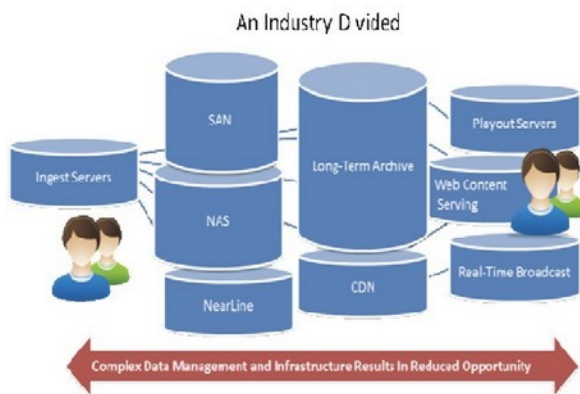 An Industry D vided
SAN
Playout Servers
Ingest Servers
Long-Term Archive
Web Content
Serving
NAS
NearLine
CDN
Real-Time Broadcast
Complex Data Management and Infrastructure Results In Reduced Opportunity